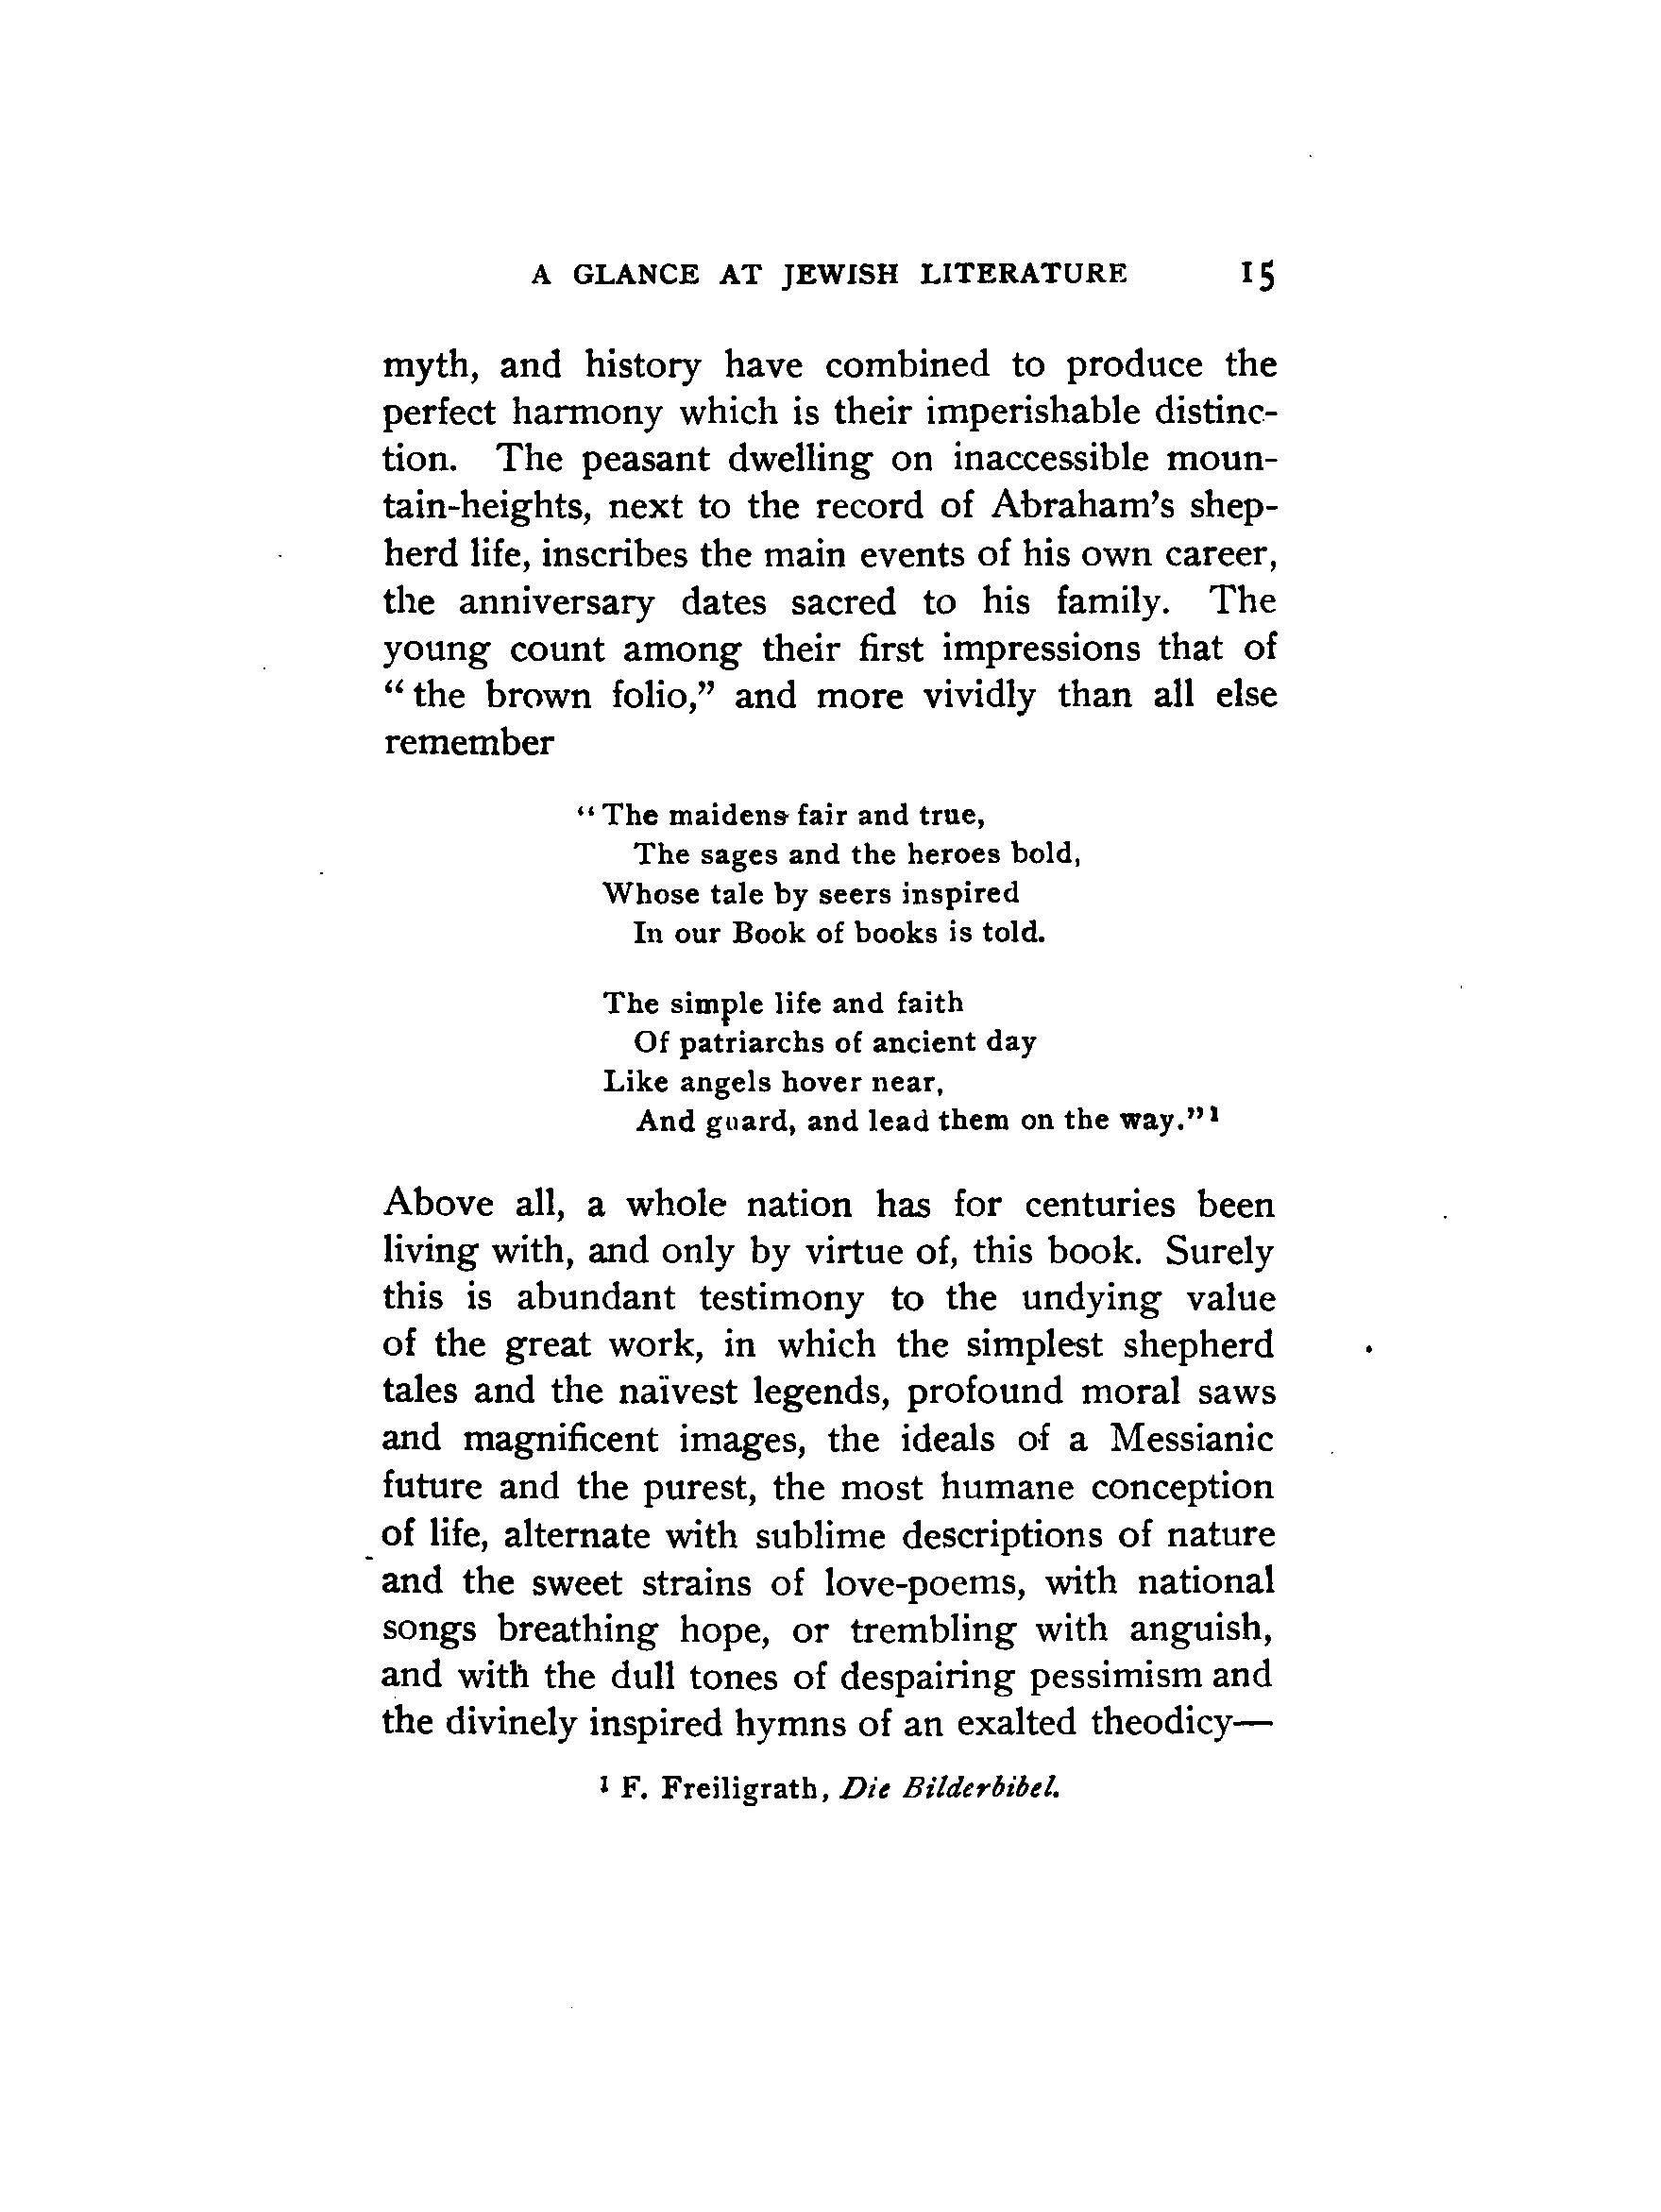 A GLANCE AT JEWISH LITERATURE 15
myth, and history have combined to produce the
perfect harmony which is their imperishable distinc-
tion. The peasant dwelling on inaccessible moun-
tain-heights, next to the record of Abraham's shep-
herd life, inscribes the main events of his own career,
the anniversary dates sacred to his family. The
young count among their first impressions that of
“the brown folio,” and more vividly than all else
remember
“The maidens fair and true,
The sages and the heroes bold,
Whose tale by seers inspired
In our Book of books is told.
The simple life and faith
Of patriarchs of ancient day
Like angels hover near,
And guard, and lead them on the way.”¹
Above all, a whole nation has for centuries been
living with, and only by virtue of, this book. Surely
this is abundant testimony to the undying value
of the great work, in which the simplest shepherd
tales and the naïvest legends, profound moral saws
and magnificent images, the ideals of a Messianic
future and the purest, the most humane conception
of life, alternate with sublime descriptions of nature
and the sweet strains of love-poems, with national
songs breathing hope, or trembling with anguish,
and with the dull tones of despairing pessimism and
the divinely inspired hymns of an exalted theodicy—
¹ F. Freiligrath, Die Bilderbibel.